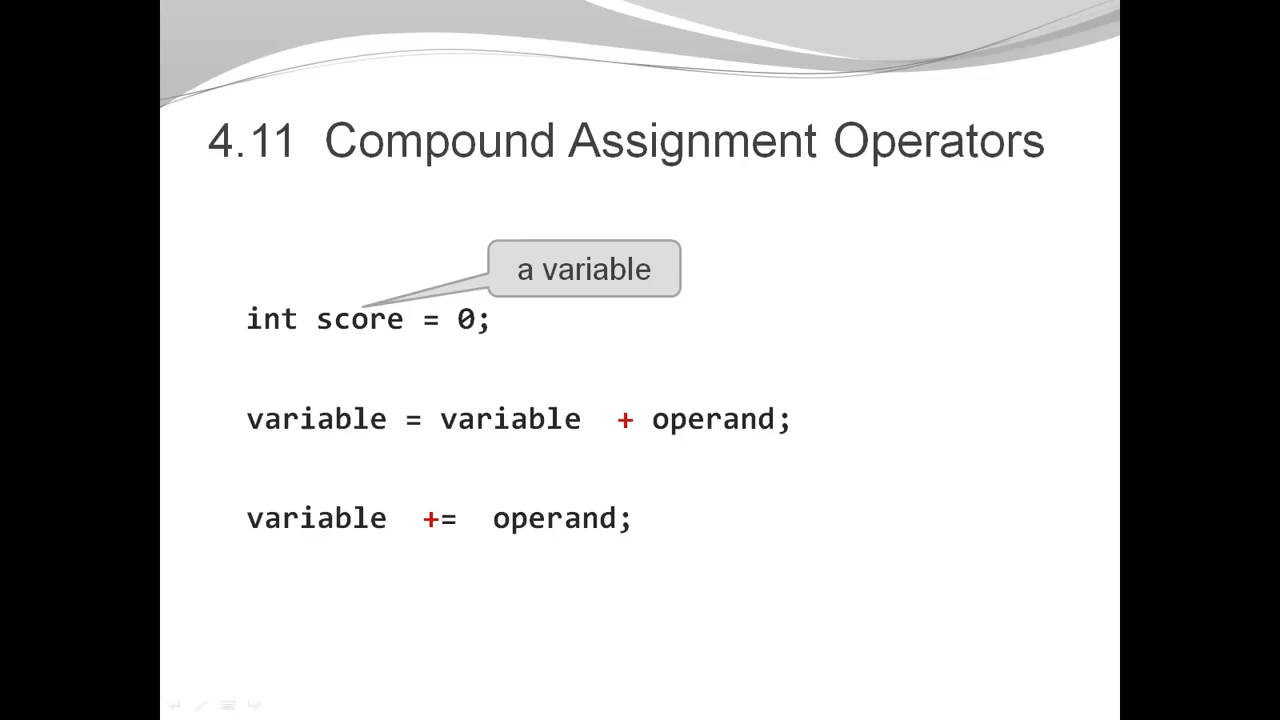 4.11 Compound Assignment Operators
a variable
int score = 0;
variable = variable + operand;
variable += operand;